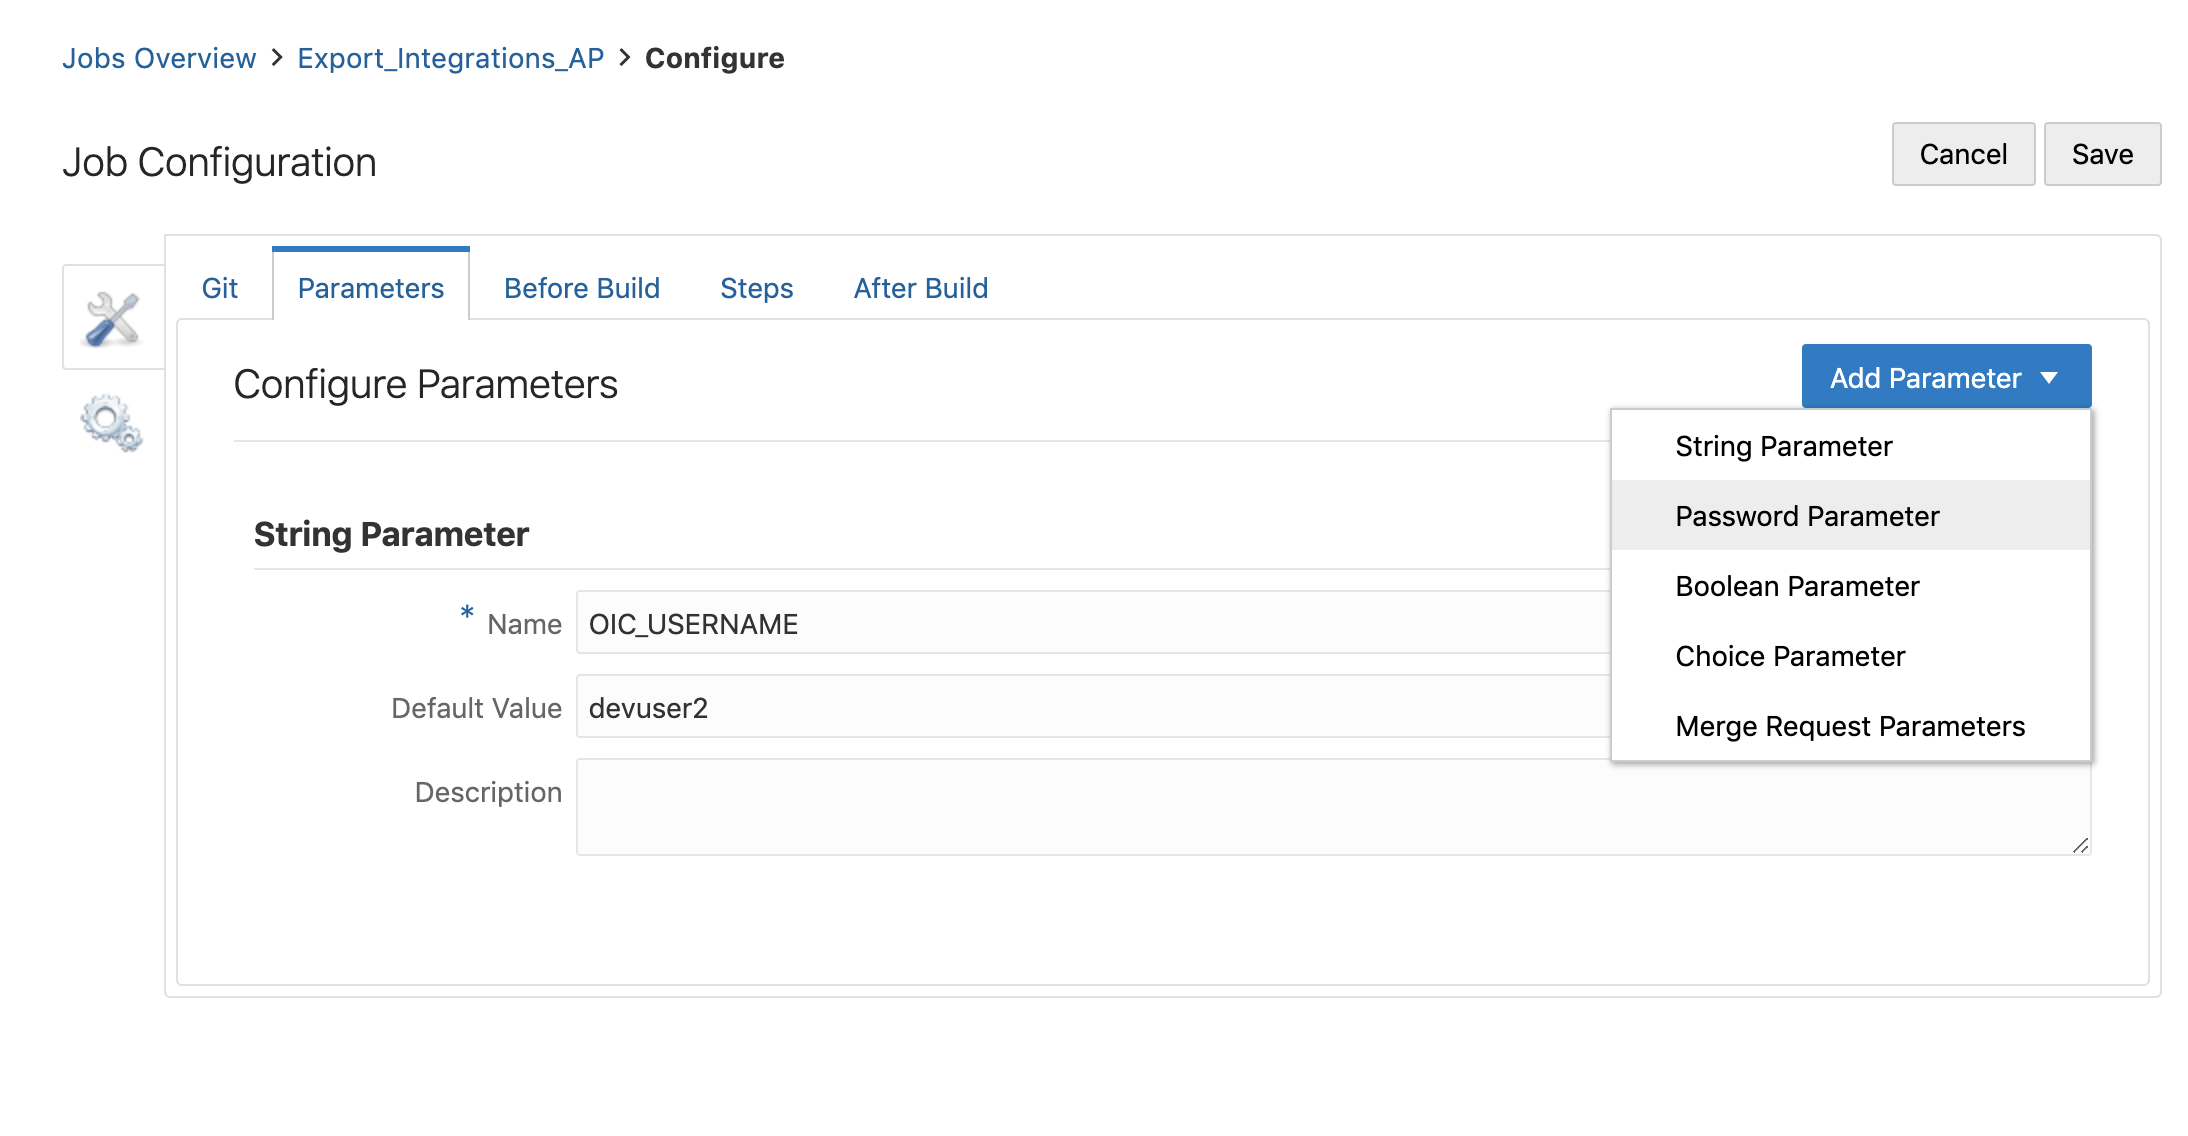 Jobs Overview > Export_Integrations_AP > Configure
Job Configuration
Cancel
Save
Git
Parameters
Before Build
Steps
After Build
Configure Parameters
Add Parameter
String Parameter
Password Parameter
Boolean Parameter
Choice Parameter
Merge Request Parameters
String Parameter
* Name
OIC_USERNAME
Default Value
devuser2
Description